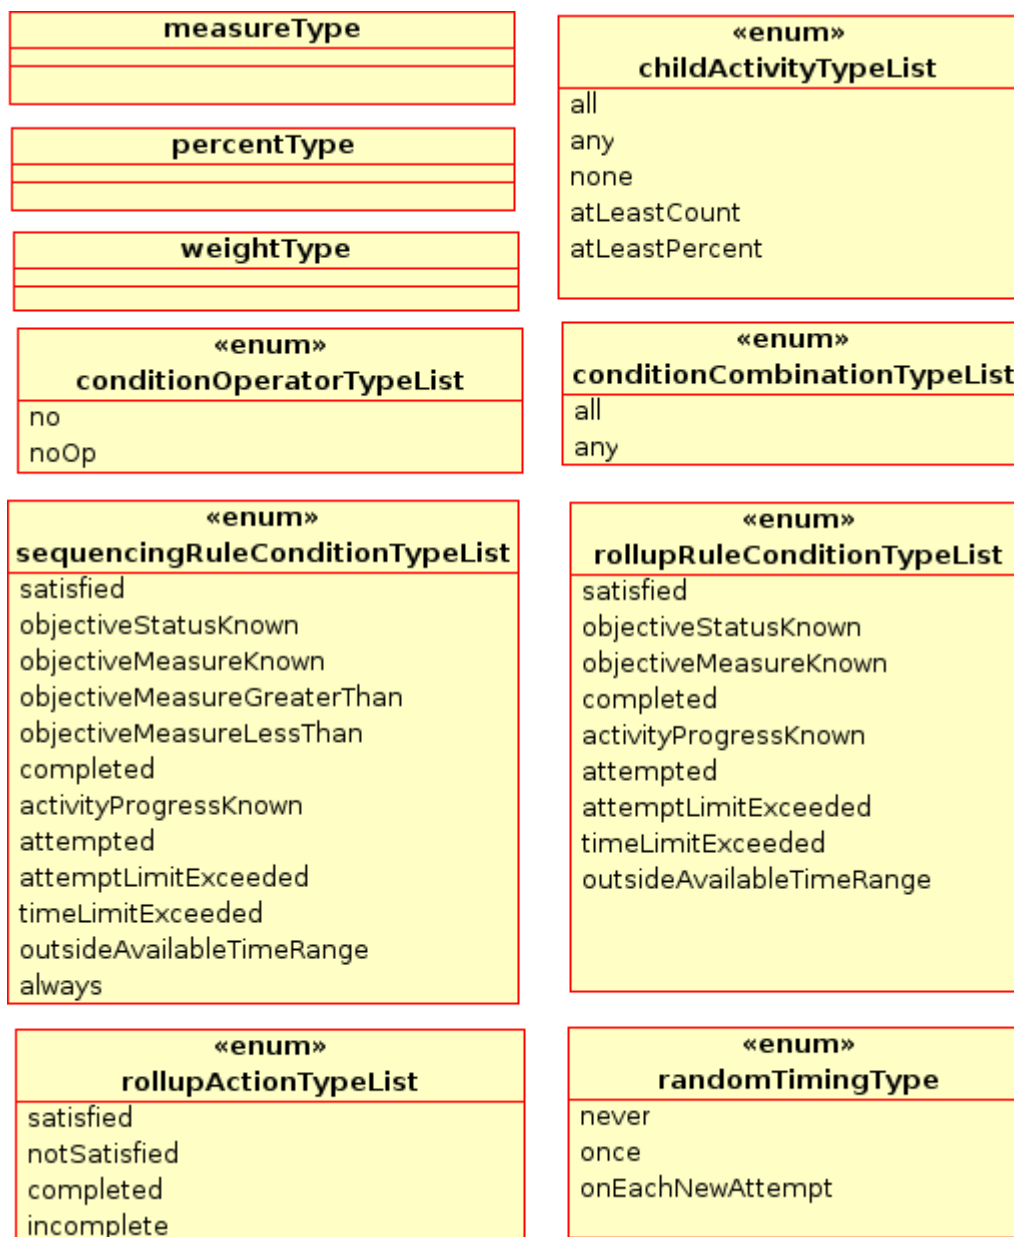 measureType
percentType
weightType
«enum»
childActivityTypeList
all
any
none
atLeastCount
atLeastPercent
«enum»
conditionOperatorTypeList
no
noOp
«enum»
conditionCombinationTypeList
all
any
«enum»
sequencingRuleConditionTypeList
satisfied
objectiveStatusKnown
objectiveMeasureKnown
objectiveMeasureGreaterThan
objectiveMeasureLessThan
completed
activityProgressKnown
attempted
attemptLimitExceeded
timeLimitExceeded
outsideAvailableTimeRange
always
«enum»
rollupRuleConditionTypeList
satisfied
objectiveStatusKnown
objectiveMeasureKnown
completed
activityProgressKnown
attempted
attemptLimitExceeded
timeLimitExceeded
outsideAvailableTimeRange
«enum»
rollupActionTypeList
satisfied
notSatisfied
completed
incomplete
«enum»
randomTimingType
never
once
onEachNewAttempt